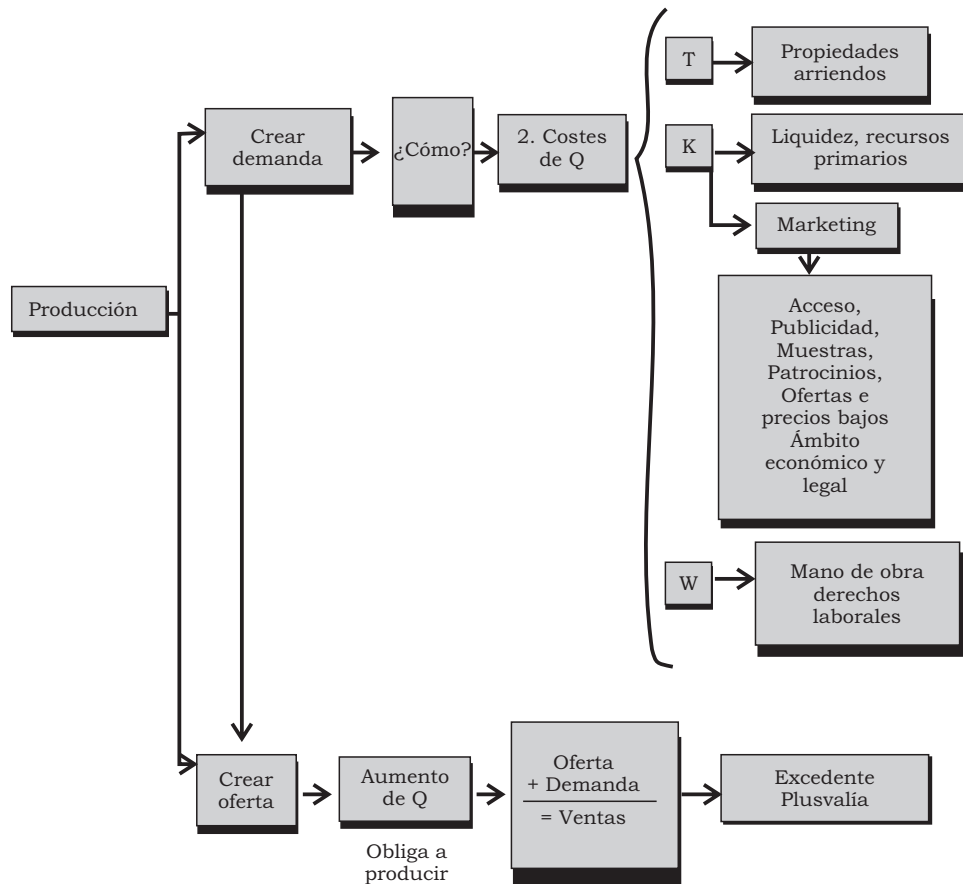 Producción
Crear
demanda
¿Cómo?
2. Costes
de Q
T
Propiedades
arriendos
K
Liquidez, recursos
primarios
Marketing
Acceso,
Publicidad,
Muestras,
Patrocinios,
Ofertas e
precios bajos
Ámbito
económico y
legal
W
Mano de obra
derechos
laborales
Crear
oferta
Aumento
de Q
Obliga a
producir
Oferta
+ Demanda
= Ventas
Excedente
Plusvalía